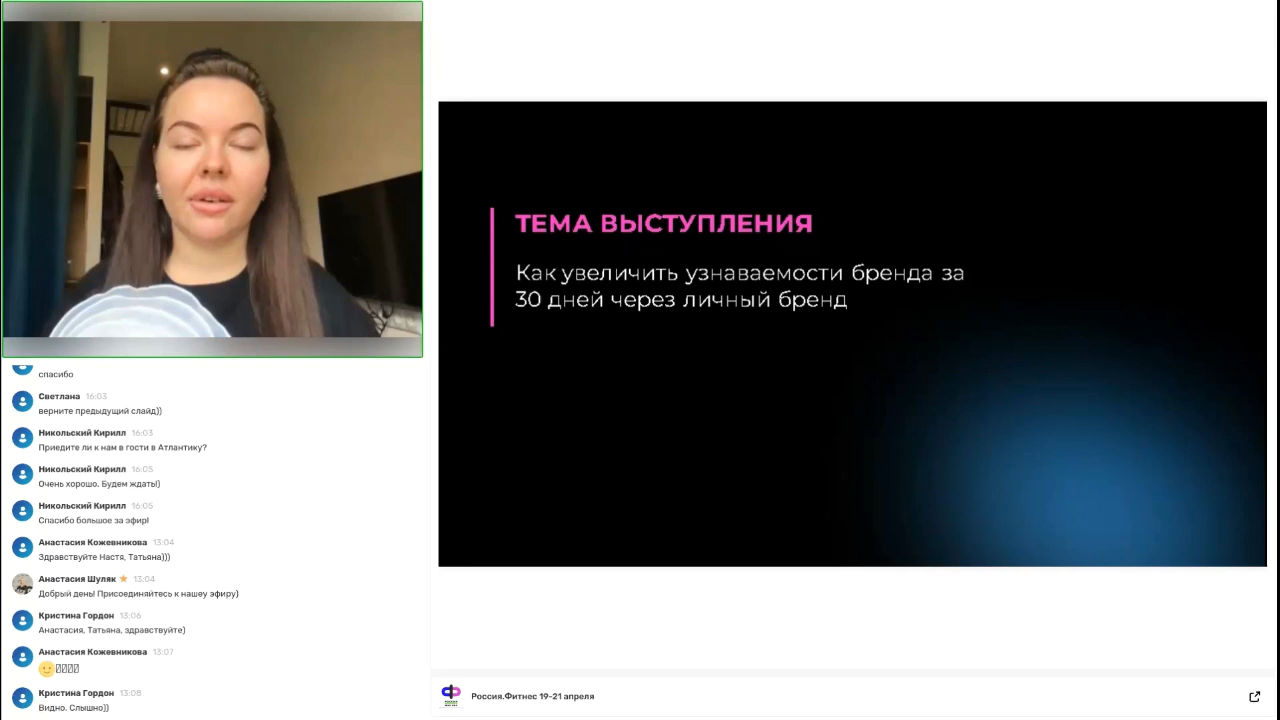 спасибо
Светлана 16:03
верните предыдущий слайд))
Никольский Кирилл 16:03
Приедите ли к нам в гости в Атлантику?
Никольский Кирилл 16:05
Очень хорошо. Будем ждать!)
Никольский Кирилл 16:05
Спасибо большое за эфир!
Анастасия Кожевникова 13:04
Здравствуйте Настя, Татьяна)))
Анастасия Шуляк 13:04
Добрый день! Присоединяйтесь к нашеу эфиру)
Кристина Гордон 13:06
Анастасия, Татьяна, здравствуйте)
Анастасия Кожевникова 13:07
Кристина Гордон 13:08
Видно. Слышно))
ТЕМА ВЫСТУПЛЕНИЯ
Как увеличить узнаваемости бренда за
30 дней через личный бренд
Россия.Фитнес 19-21 апреля